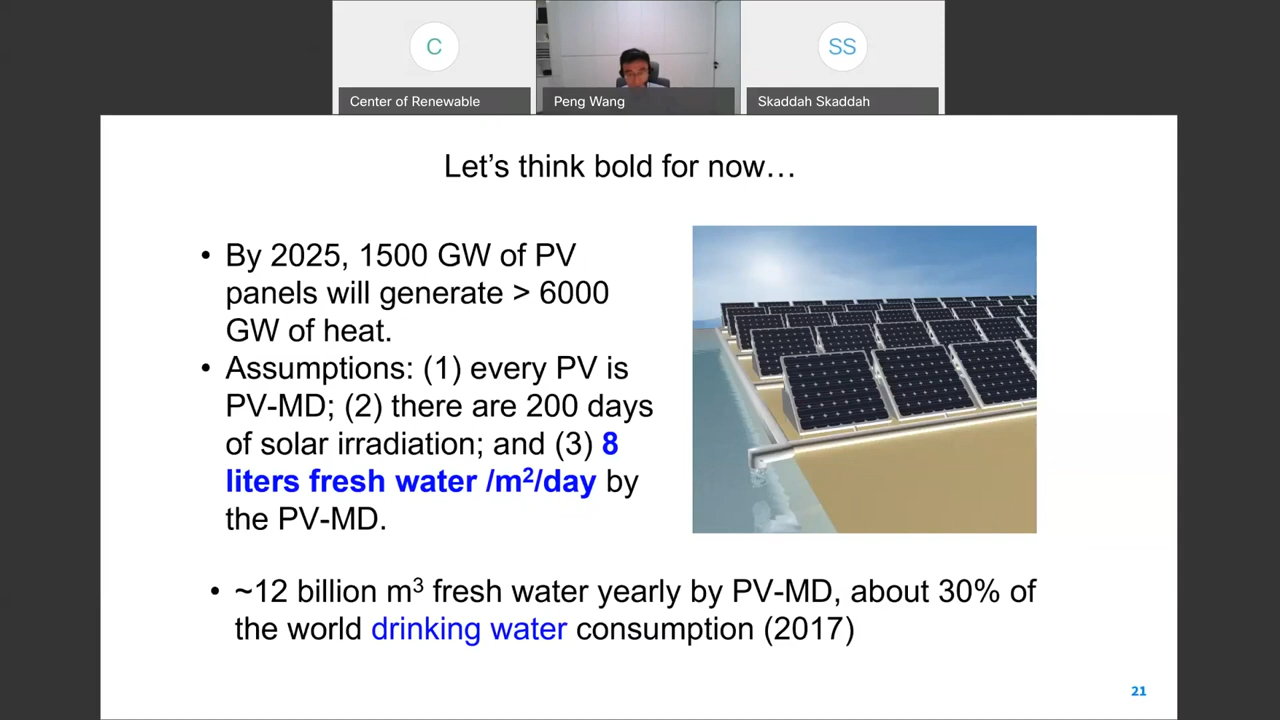 C
SS
Center of Renewable
Peng Wang
Skaddah Skaddah
Let’s think bold for now…
• By 2025, 1500 GW of PV
panels will generate > 6000
GW of heat.
• Assumptions: (1) every PV is
PV-MD; (2) there are 200 days
of solar irradiation; and (3) 8
liters fresh water /m²/day by
the PV-MD.
• ~12 billion m³ fresh water yearly by PV-MD, about 30% of
the world drinking water consumption (2017)
21